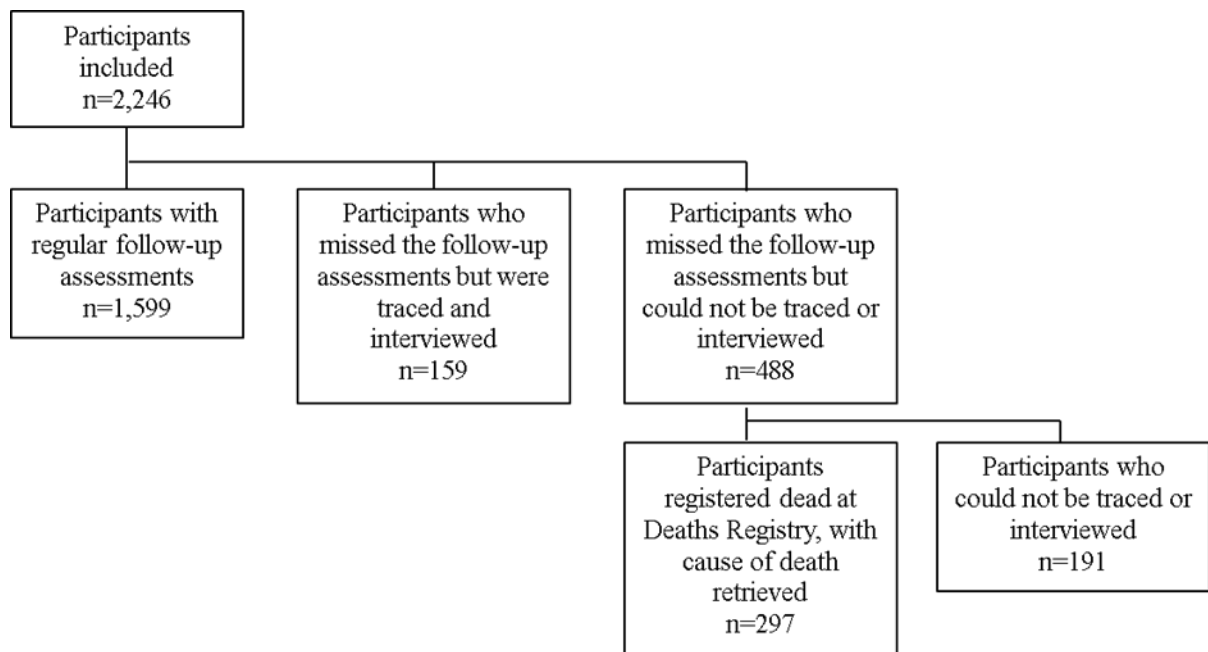 Participants
included
n=2,246
Participants with
regular follow-up
assessments
n=1,599
Participants who
missed the follow-up
assessments but were
traced and
interviewed
n=159
Participants who
missed the follow-up
assessments but
could not be traced or
interviewed
n=488
Participants
registered dead at
Deaths Registry, with
cause of death
retrieved
n=297
Participants who
could not be traced or
interviewed
n=191